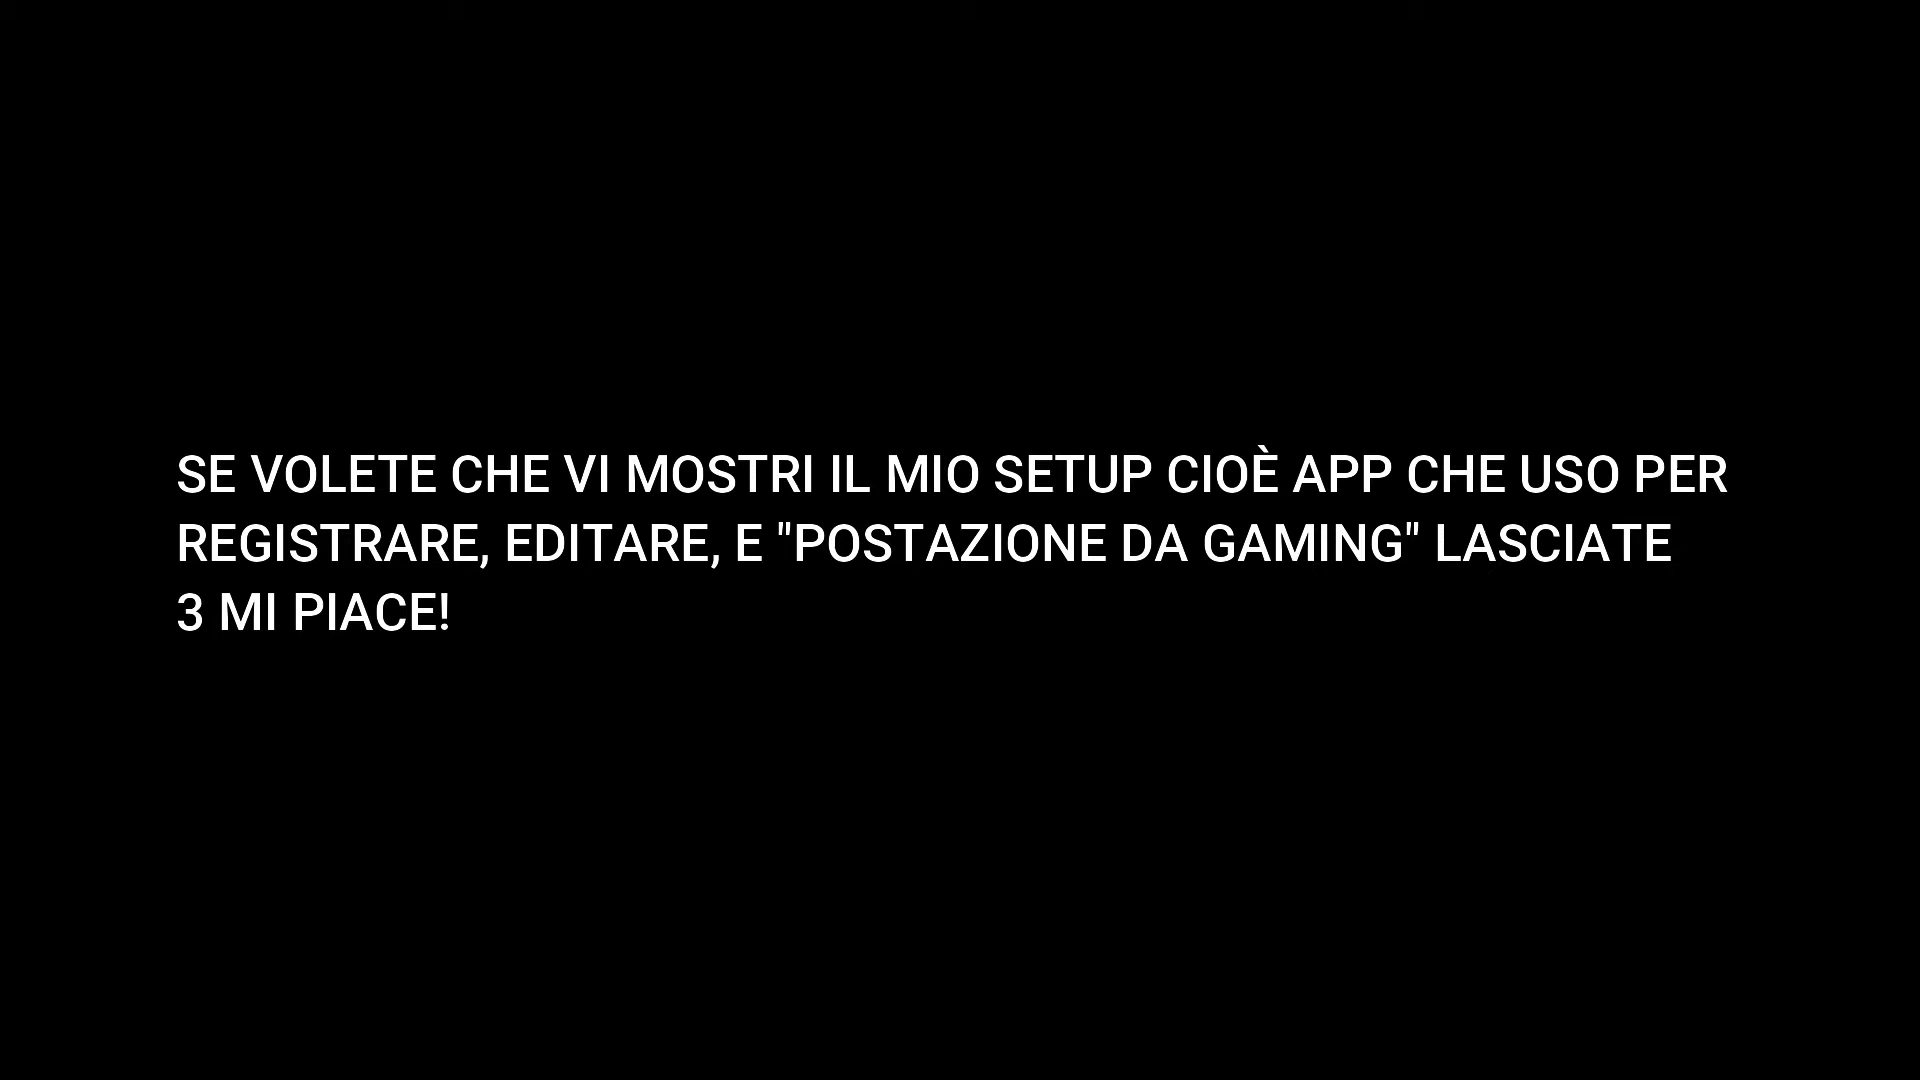 SE VOLETE CHE VI MOSTRI IL MIO SETUP CIOÈ APP CHE USO PER
REGISTRARE, EDITARE, E "POSTAZIONE DA GAMING" LASCIATE
3 MI PIACE!